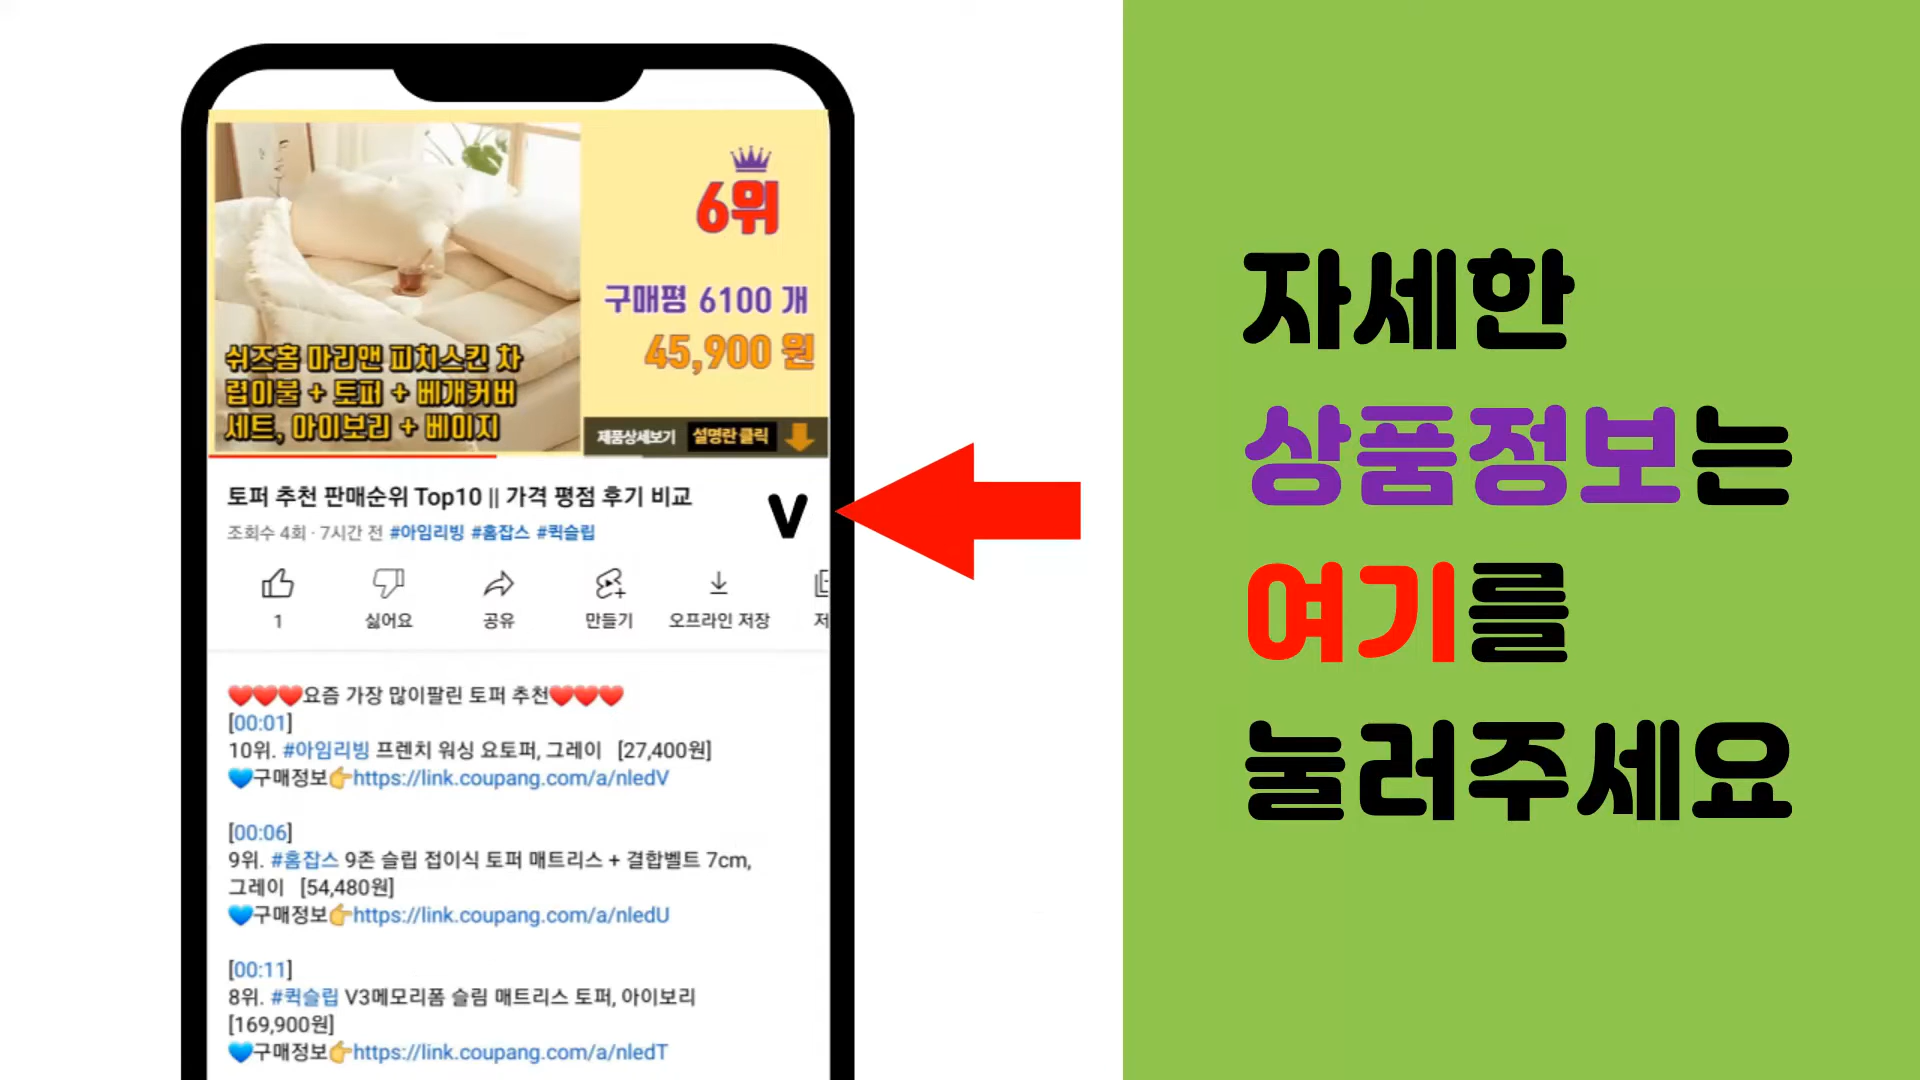 6위
구매평 6100 개
45,900 원
쉬즈홈 마리앤 피치스킨 차
렵이불 + 토퍼 + 베개커버
세트, 아이보리 + 베이지
제품상세보기 설명란 클릭
토퍼 추천 판매순위 Top10 || 가격 평점 후기 비교
V
조회수 4회 · 7시간 전 #아임리빙 #홈잡스 #퀵슬립
1 싫어요 공유 만들기 오프라인 저장 저
❤️❤️❤️요즘 가장 많이팔린 토퍼 추천❤️❤️❤️
[00:01]
10위. #아임리빙 프렌치 워싱 요토퍼, 그레이 [27,400원]
💙구매정보👉https://link.coupang.com/a/nledV
[00:06]
9위. #홈잡스 9존 슬립 접이식 토퍼 매트리스 + 결합벨트 7cm,
그레이 [54,480원]
💙구매정보👉https://link.coupang.com/a/nledU
[00:11]
8위. #퀵슬립 V3메모리폼 슬림 매트리스 토퍼, 아이보리
[169,900원]
💙구매정보👉https://link.coupang.com/a/nledT
자세한
상품정보는
여기를
눌러주세요